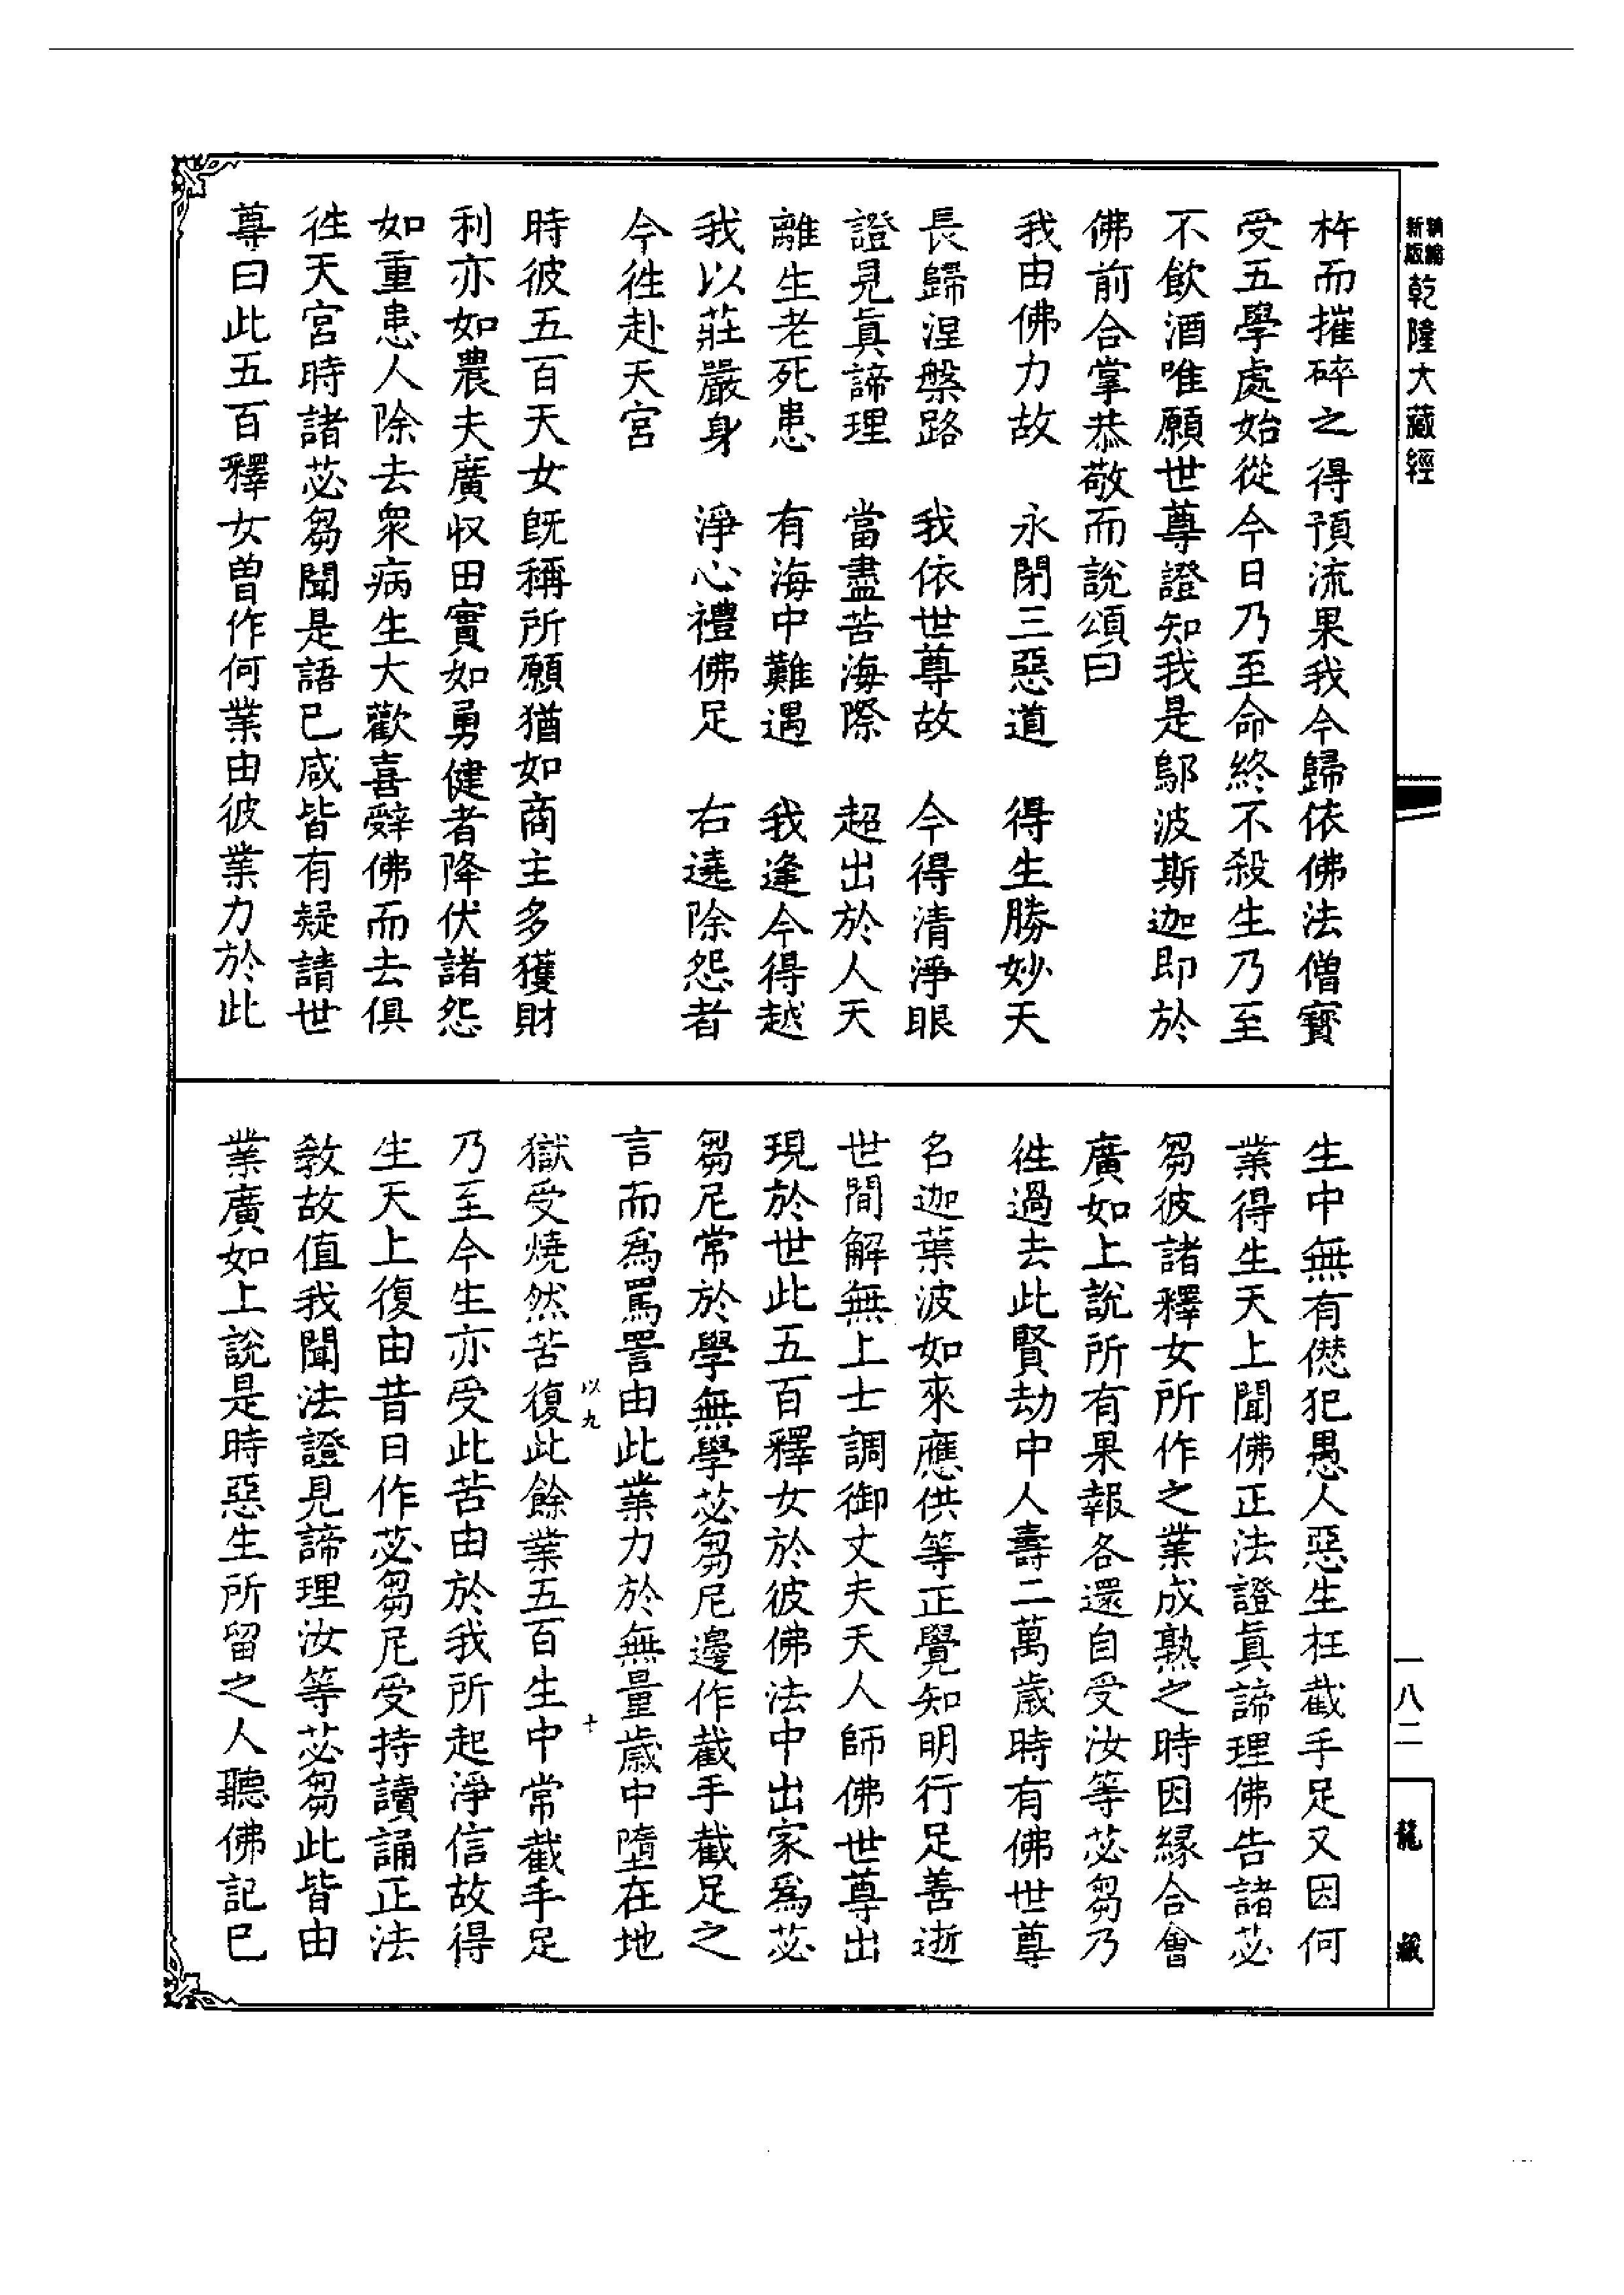 新編縮版乾隆大藏經
杵而摧碎之得預流果我今歸依佛法僧寶
受五學處始從今日乃至命終不殺生乃至
不飲酒唯願世尊證知我是鄔波斯迦即於
佛前合掌恭敬而說頌曰
我由佛力故　永閉三惡道　得生勝妙天
長歸涅槃路　我依世尊故　今得清淨眼
證見真諦理　當盡苦海際　超出於人天
離生老死患　有海中難遇　我逢今得越
我以莊嚴身　淨心禮佛足　右遶除怨者
今往赴天宮
時彼五百天女既稱所願猶如商主多獲財
利亦如農夫廣收田實如勇健者降伏諸怨
如重患人除去衆病生大歡喜辭佛而去俱
往天宮時諸苾芻聞是語已咸皆有疑請世
尊曰此五百釋女曾作何業由彼業力於此
生中無有愆犯愚人惡生枉截手足又因何
業得生天上聞佛正法證真諦理佛告諸苾
芻彼諸釋女所作之業成熟之時因緣合會
廣如上說所有果報各還自受汝等苾芻乃
往過去此賢劫中人壽二萬歲時有佛世尊
名迦葉波如來應供等正覺知明行足善逝
世間解無上士調御丈夫天人師佛世尊出
現於世此五百釋女於彼佛法中出家爲苾
芻尼常於學無學苾芻尼邊作截手截足之
言而爲罵詈由此業力於無量歲中墮在地
獄受燒然苦復此餘業五百生中常截手足
以九
十
乃至今生亦受此苦由於我所起淨信故得
生天上復由昔日作苾芻尼受持讀誦正法
教故值我聞法證見諦理汝等苾芻此皆由
業廣如上說是時惡生所留之人聽佛記已
一八二
龍藏